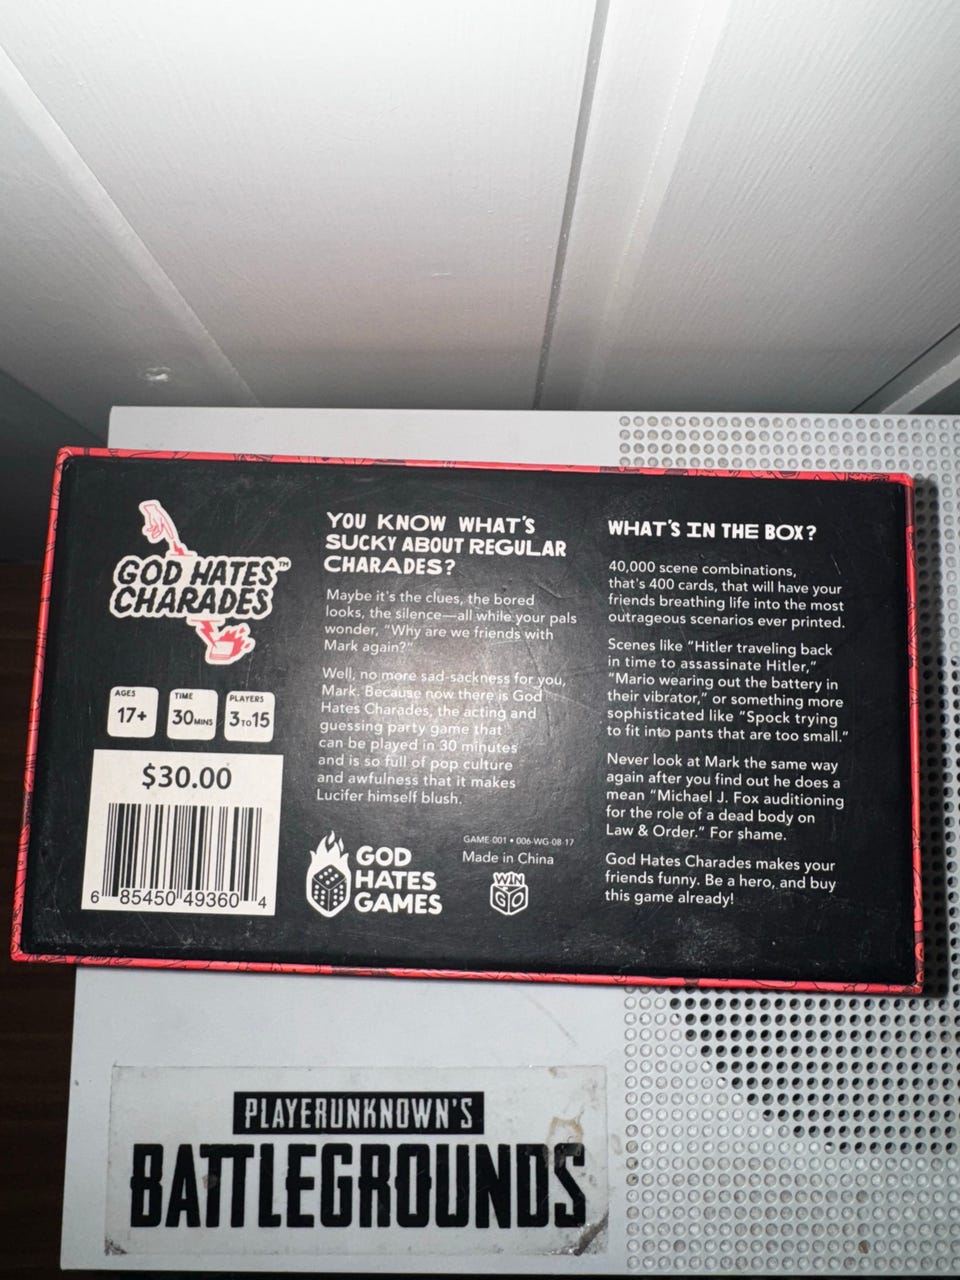 GOD HATES™
CHARADES
AGES
17+
TIME
30MINS
PLAYERS
3TO15
$30.00
6 85450 49360 4
YOU KNOW WHAT'S
SUCKY ABOUT REGULAR
CHARADES?
Maybe it's the clues, the bored
looks, the silence—all while your pals
wonder, "Why are we friends with
Mark again?"
Well, no more sad-sackness for you,
Mark. Because now there is God
Hates Charades, the acting and
guessing party game that
can be played in 30 minutes
and is so full of pop culture
and awfulness that it makes
Lucifer himself blush.
GOD
HATES
GAMES
GAME-001 • 006-WG-08-17
Made in China
WIN
GO
WHAT'S IN THE BOX?
40,000 scene combinations,
that's 400 cards, that will have your
friends breathing life into the most
outrageous scenarios ever printed.
Scenes like "Hitler traveling back
in time to assassinate Hitler,"
"Mario wearing out the battery in
their vibrator," or something more
sophisticated like "Spock trying
to fit into pants that are too small."
Never look at Mark the same way
again after you find out he does a
mean "Michael J. Fox auditioning
for the role of a dead body on
Law & Order." For shame.
God Hates Charades makes your
friends funny. Be a hero, and buy
this game already!
PLAYERUNKNOWN'S
BATTLEGROUNDS